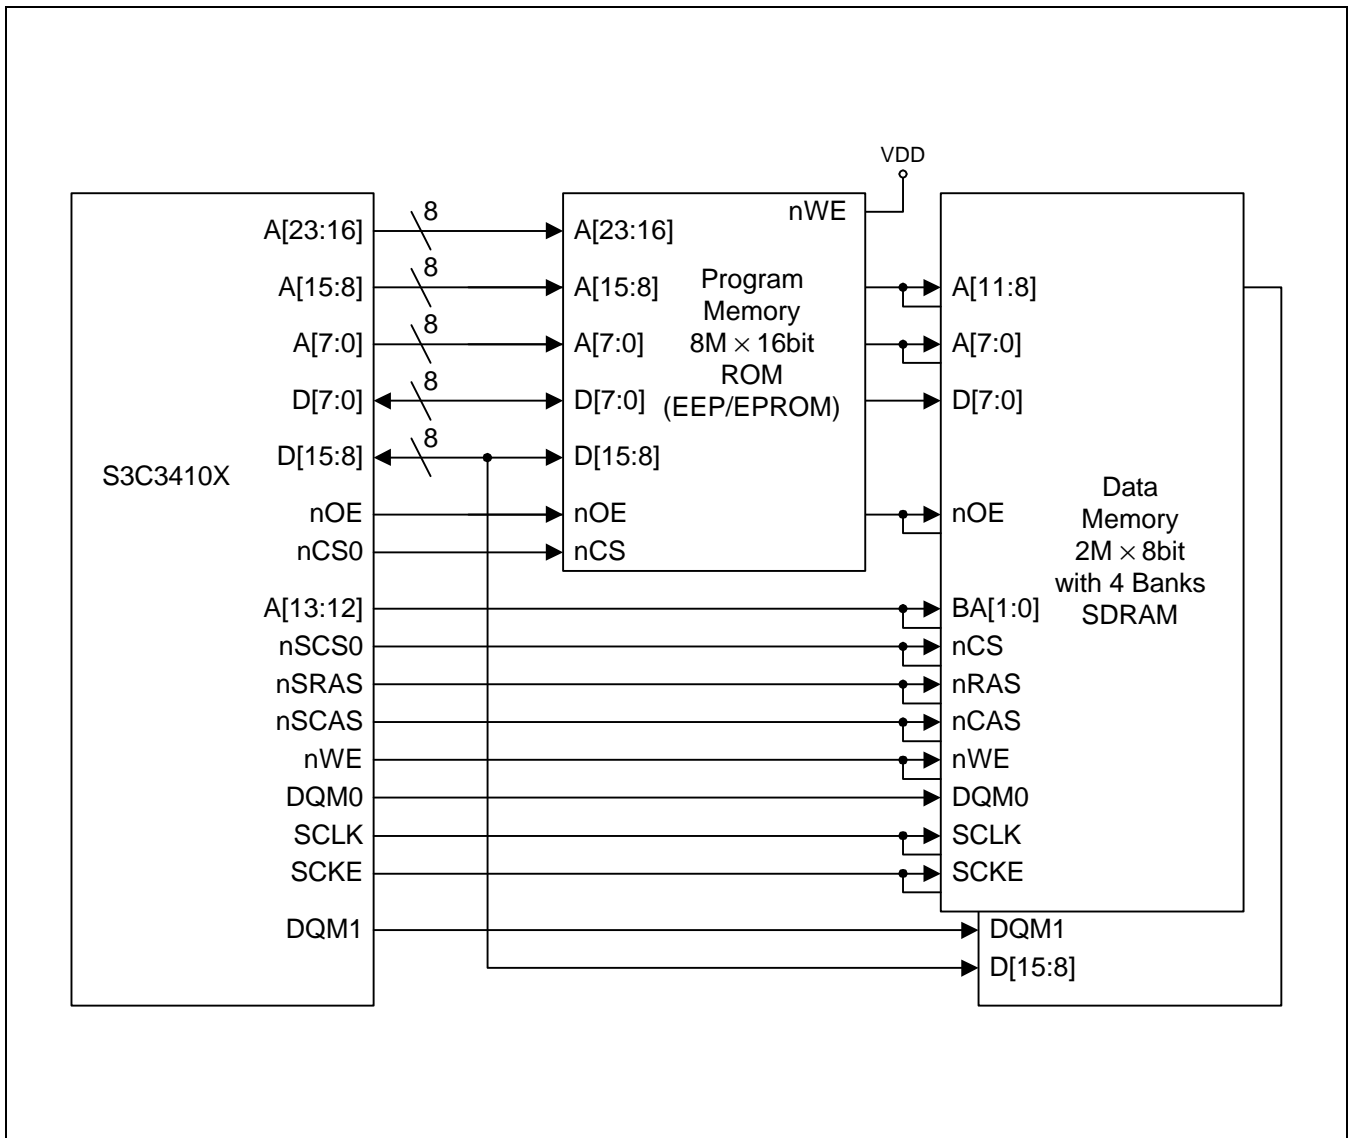 VDD
S3C3410X
A[23:16]
A[15:8]
A[7:0]
D[7:0]
D[15:8]
nOE
nCS0
A[13:12]
nSCS0
nSRAS
nSCAS
nWE
DQM0
SCLK
SCKE
DQM1
8
8
8
8
8
nWE
A[23:16]
A[15:8]
A[7:0]
D[7:0]
D[15:8]
nOE
nCS
Program
Memory
8M × 16bit
ROM
(EEP/EPROM)
A[11:8]
A[7:0]
D[7:0]
nOE
BA[1:0]
nCS
nRAS
nCAS
nWE
DQM0
SCLK
SCKE
Data
Memory
2M × 8bit
with 4 Banks
SDRAM
DQM1
D[15:8]